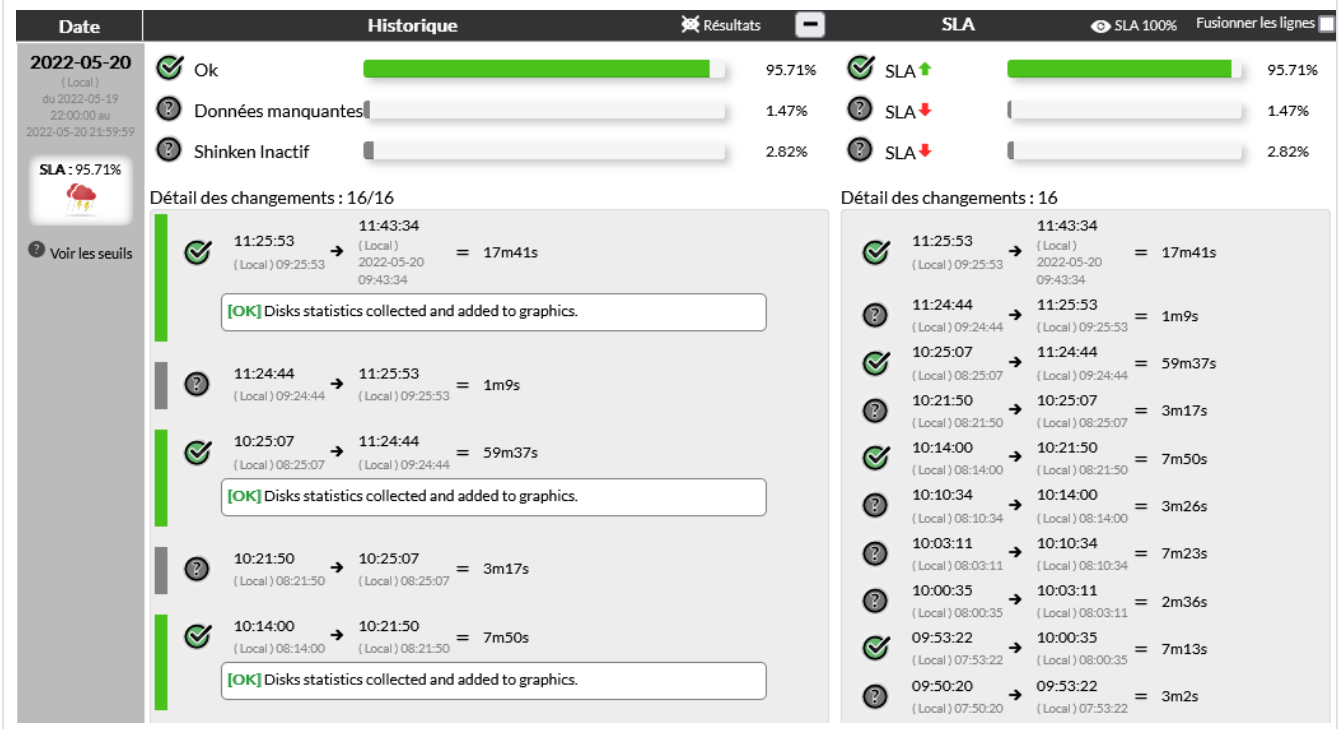 Date Historique Résultats SLA SLA 100% Fusionner les lignes
2022-05-20
(Local)
du 2022-05-19
22:00:00 au
2022-05-20 21:59:59
SLA : 95.71%
Voir les seuils
Ok 95.71%
Données manquantes 1.47%
Shinken Inactif 2.82%
Détail des changements : 16/16
11:25:53 11:43:34
(Local) 09:25:53 (Local) = 17m41s
2022-05-20
09:43:34
[OK] Disks statistics collected and added to graphics.
11:24:44 11:25:53 = 1m9s
(Local) 09:24:44 (Local) 09:25:53
10:25:07 11:24:44 = 59m37s
(Local) 08:25:07 (Local) 09:24:44
[OK] Disks statistics collected and added to graphics.
10:21:50 10:25:07 = 3m17s
(Local) 08:21:50 (Local) 08:25:07
10:14:00 10:21:50 = 7m50s
(Local) 08:14:00 (Local) 08:21:50
[OK] Disks statistics collected and added to graphics.
SLA 95.71%
SLA 1.47%
SLA 2.82%
Détail des changements : 16
11:25:53 11:43:34
(Local) 09:25:53 (Local) = 17m41s
2022-05-20
09:43:34
11:24:44 11:25:53 = 1m9s
(Local) 09:24:44 (Local) 09:25:53
10:25:07 11:24:44 = 59m37s
(Local) 08:25:07 (Local) 09:24:44
10:21:50 10:25:07 = 3m17s
(Local) 08:21:50 (Local) 08:25:07
10:14:00 10:21:50 = 7m50s
(Local) 08:14:00 (Local) 08:21:50
10:10:34 10:14:00 = 3m26s
(Local) 08:10:34 (Local) 08:14:00
10:03:11 10:10:34 = 7m23s
(Local) 08:03:11 (Local) 08:10:34
10:00:35 10:03:11 = 2m36s
(Local) 08:00:35 (Local) 08:03:11
09:53:22 10:00:35 = 7m13s
(Local) 07:53:22 (Local) 08:00:35
09:50:20 09:53:22 = 3m2s
(Local) 07:50:20 (Local) 07:53:22